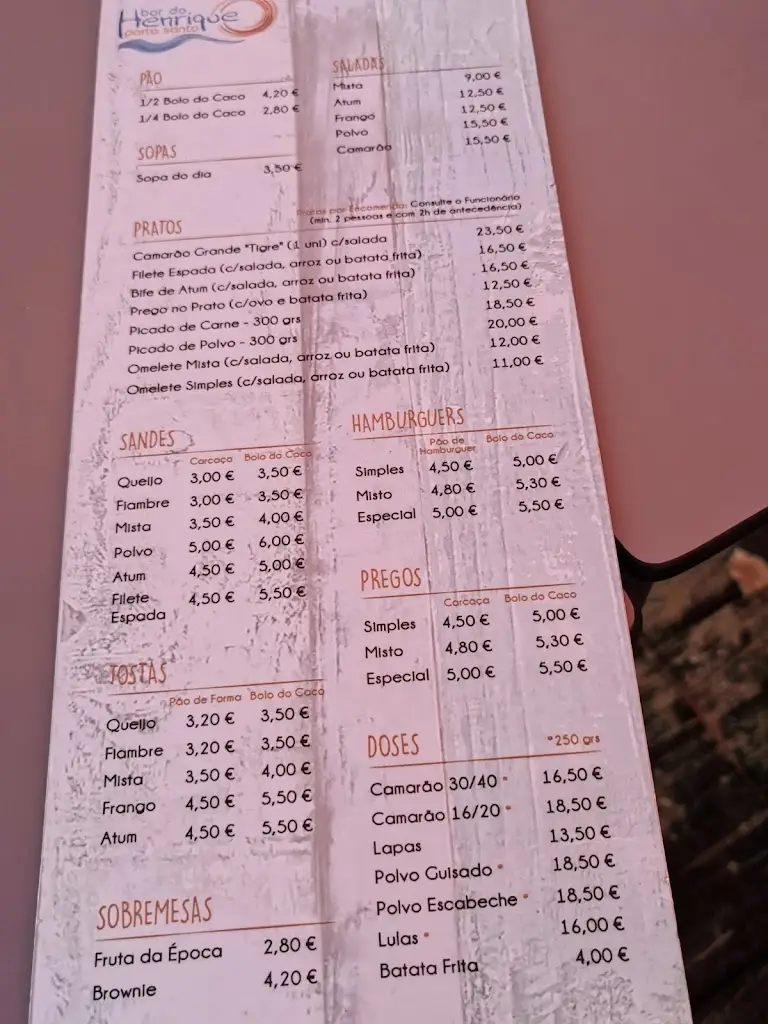 bar do
Henrique
porto santo
PÃO
1/2 Bolo do Caco 4,20 €
1/4 Bolo do Caco 2,80 €
SOPAS
Sopa do dia 3,50 €
SALADAS
Mista 9,00 €
Atum 12,50 €
Frango 12,50 €
Polvo 15,50 €
Camarão 15,50 €
PRATOS
Pratos por Encomenda: Consulte o Funcionário
(min. 2 pessoas e com 2h de antecedência)
Camarão Grande "Tigre" (1 uni) c/salada 23,50 €
Filete Espada (c/salada, arroz ou batata frita) 16,50 €
Bife de Atum (c/salada, arroz ou batata frita) 16,50 €
Prego no Prato (c/ovo e batata frita) 12,50 €
Picado de Carne - 300 grs 18,50 €
Picado de Polvo - 300 grs 20,00 €
Omelete Mista (c/salada, arroz ou batata frita) 12,00 €
Omelete Simples (c/salada, arroz ou batata frita) 11,00 €
SANDES
Carcaça Bolo do Caco
Queijo 3,00 € 3,50 €
Fiambre 3,00 € 3,50 €
Mista 3,50 € 4,00 €
Polvo 5,00 € 6,00 €
Atum 4,50 € 5,00 €
Filete
Espada 4,50 € 5,50 €
TOSTAS
Pão de Forma Bolo do Caco
Queijo 3,20 € 3,50 €
Fiambre 3,20 € 3,50 €
Mista 3,50 € 4,00 €
Frango 4,50 € 5,50 €
Atum 4,50 € 5,50 €
SOBREMESAS
Fruta da Época 2,80 €
Brownie 4,20 €
HAMBURGUERS
Pão de
Hamburguer Bolo do Caco
Simples 4,50 € 5,00 €
Misto 4,80 € 5,30 €
Especial 5,00 € 5,50 €
PREGOS
Carcaça Bolo do Caco
Simples 4,50 € 5,00 €
Misto 4,80 € 5,30 €
Especial 5,00 € 5,50 €
DOSES *250 grs
Camarão 30/40 * 16,50 €
Camarão 16/20 * 18,50 €
Lapas 13,50 €
Polvo Guisado * 18,50 €
Polvo Escabeche * 18,50 €
Lulas * 16,00 €
Batata Frita 4,00 €